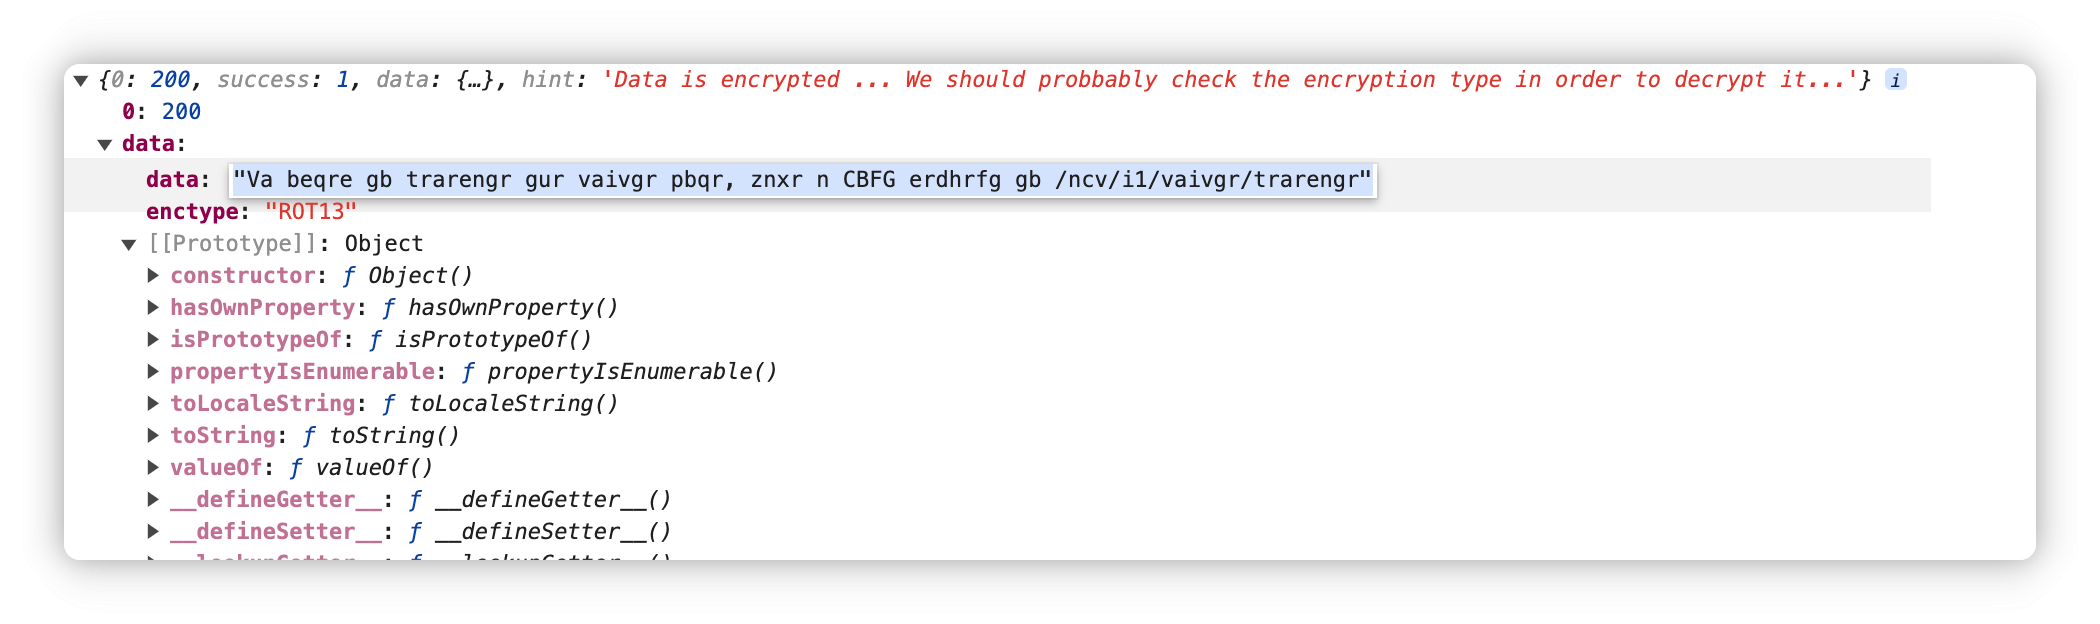 {0: 200, success: 1, data: {…}, hint: 'Data is encrypted ... We should probbably check the encryption type in order to decrypt it...'} i
0: 200
data:
data: "Va beqre gb trarengr gur vaivgr pbqr, znxr n CBFG erdhrfg gb /ncv/i1/vaivgr/trarengr"
enctype: "ROT13"
[[Prototype]]: Object
constructor: ƒ Object()
hasOwnProperty: ƒ hasOwnProperty()
isPrototypeOf: ƒ isPrototypeOf()
propertyIsEnumerable: ƒ propertyIsEnumerable()
toLocaleString: ƒ toLocaleString()
toString: ƒ toString()
valueOf: ƒ valueOf()
__defineGetter__: ƒ __defineGetter__()
__defineSetter__: ƒ __defineSetter__()
__lookupGetter__: ƒ __lookupGetter__()